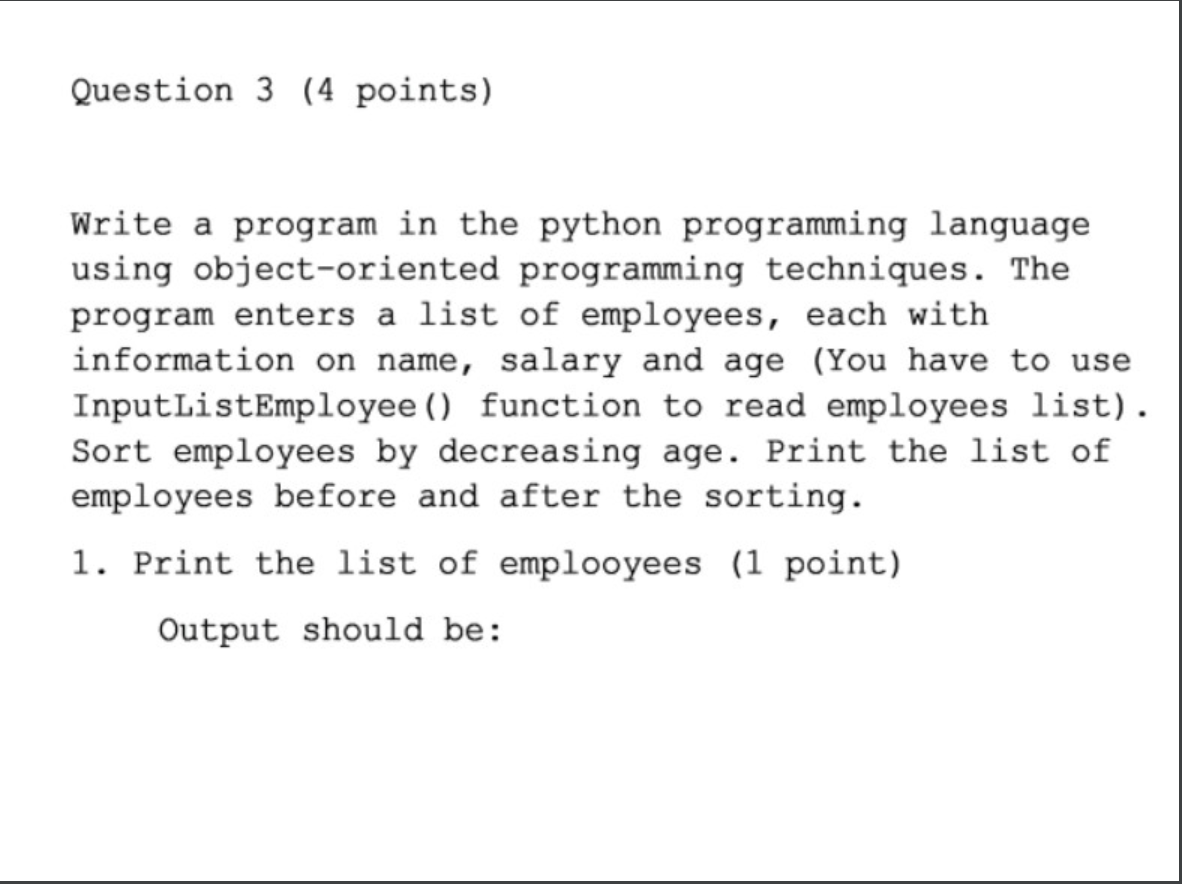 Question 3 (4 points)
Write a program in the python programming language
using object-oriented programming techniques. The
program enters a list of employees, each with
information on name, salary and age (You have to use
InputListEmployee() function to read employees list).
Sort employees by decreasing age. Print the list of
employees before and after the sorting.
1. Print the list of emplooyees (1 point)
Output should be: